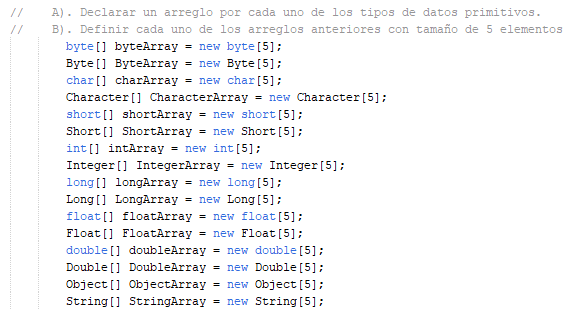 //    A). Declarar un arreglo por cada uno de los tipos de datos primitivos.
//    B). Definir cada uno de los arreglos anteriores con tamaño de 5 elementos
byte[] byteArray = new byte[5];
Byte[] ByteArray = new Byte[5];
char[] charArray = new char[5];
Character[] CharacterArray = new Character[5];
short[] shortArray = new short[5];
Short[] ShortArray = new Short[5];
int[] intArray = new int[5];
Integer[] IntegerArray = new Integer[5];
long[] longArray = new long[5];
Long[] LongArray = new Long[5];
float[] floatArray = new float[5];
Float[] FloatArray = new Float[5];
double[] doubleArray = new double[5];
Double[] DoubleArray = new Double[5];
Object[] ObjectArray = new Object[5];
String[] StringArray = new String[5];